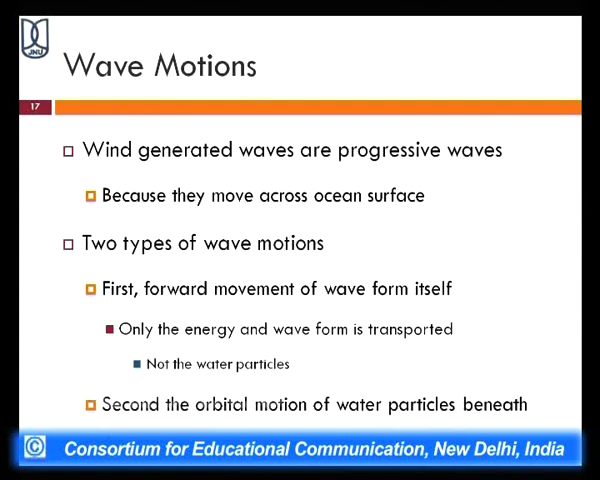 JNU
Wave Motions
17
Wind generated waves are progressive waves
Because they move across ocean surface
Two types of wave motions
First, forward movement of wave form itself
Only the energy and wave form is transported
Not the water particles
Second the orbital motion of water particles beneath
© Consortium for Educational Communication, New Delhi, India